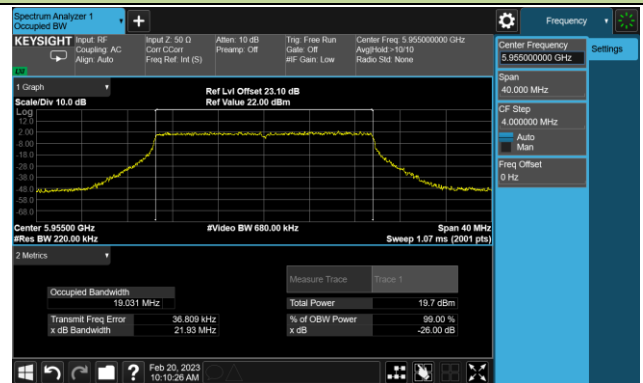 Spectrum Analyzer 1
Occupied BW
Frequency
KEYSIGHT
Input: RF
Coupling: AC
Align: Auto
Input Z: 50 Ω
Corr CCorr
Freq Ref: Int (S)
Atten: 10 dB
Preamp: Off
Trig: Free Run
Gate: Off
#IF Gain: Low
Center Freq: 5.955000000 GHz
Avg|Hold:>10/10
Radio Std: None
Center Frequency
5.955000000 GHz
Settings
Span
40.000 MHz
CF Step
4.000000 MHz
Auto
Man
Freq Offset
0 Hz
1 Graph
Ref Lvl Offset 23.10 dB
Scale/Div 10.0 dB
Ref Value 22.00 dBm
Log
12.0
2.00
-8.00
-18.0
-28.0
-38.0
-48.0
-58.0
-68.0
Center 5.95500 GHz
#Video BW 680.00 kHz
Span 40 MHz
#Res BW 220.00 kHz
Sweep 1.07 ms (2001 pts)
2 Metrics
Measure Trace
Trace 1
Occupied Bandwidth
19.031 MHz
Total Power
19.7 dBm
Transmit Freq Error
36.809 kHz
% of OBW Power
99.00 %
x dB Bandwidth
21.93 MHz
x dB
-26.00 dB
Feb 20, 2023
10:10:26 AM